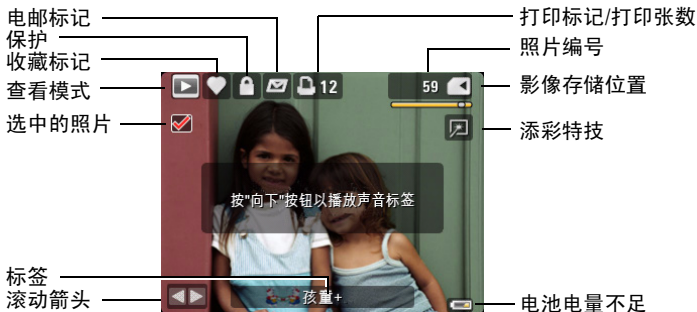 电邮标记
保护
收藏标记
查看模式
选中的照片
标签
滚动箭头
12
59
按"向下"按钮以播放声音标签
孩童+
打印标记/打印张数
照片编号
影像存储位置
添彩特技
电池电量不足